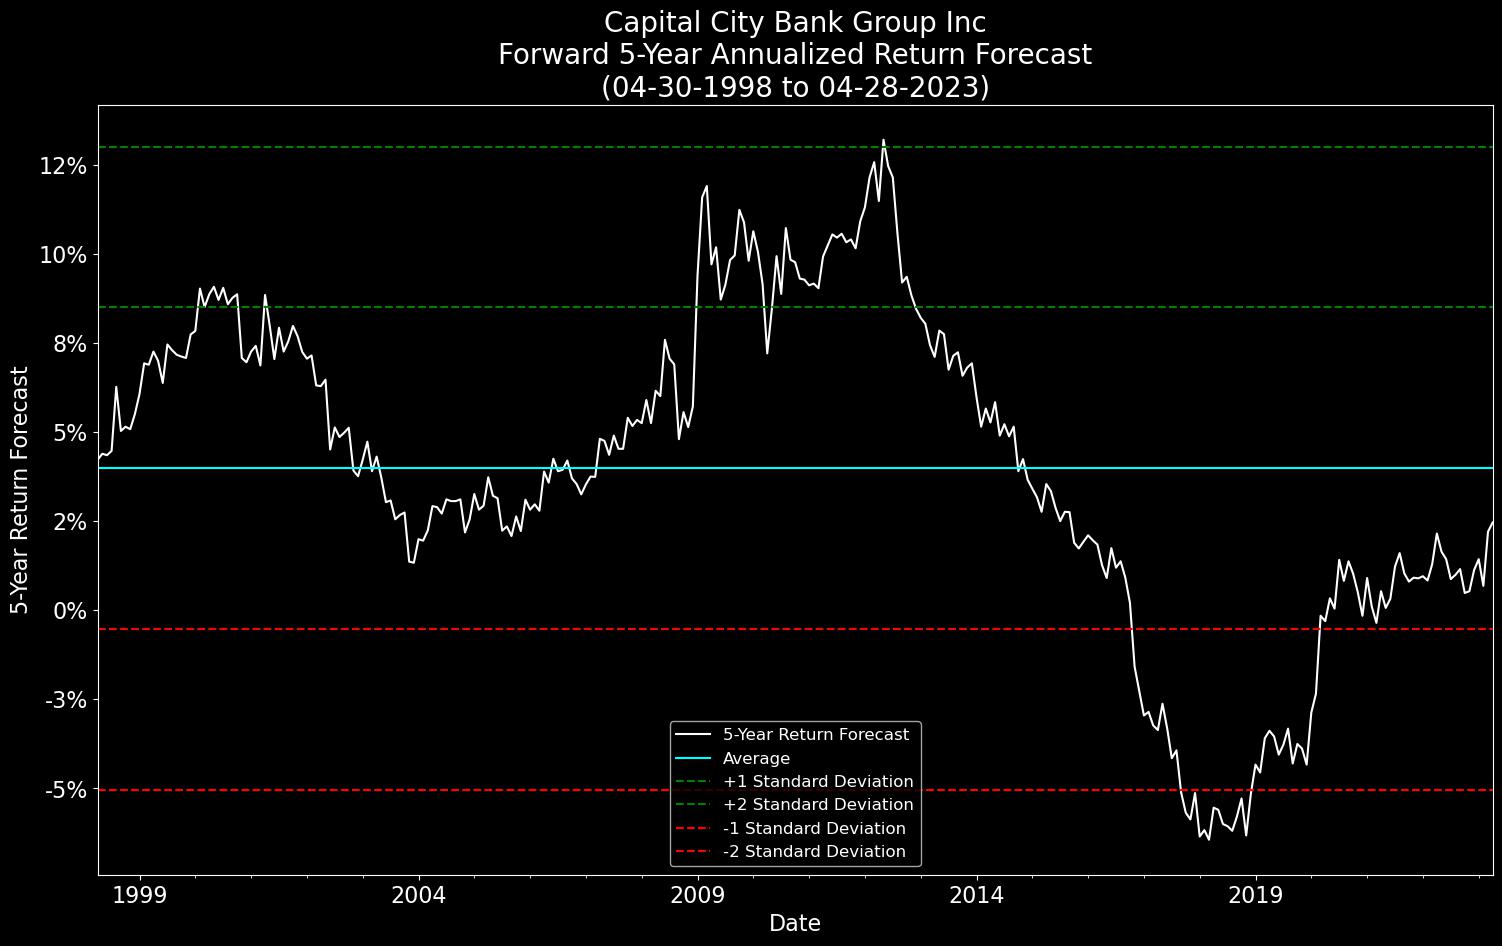 Capital City Bank Group Inc
Forward 5-Year Annualized Return Forecast
(04-30-1998 to 04-28-2023)
12%
10%
8%
5%
2%
0%
-3%
-5%
5-Year Return Forecast
5-Year Return Forecast
Average
+1 Standard Deviation
+2 Standard Deviation
-1 Standard Deviation
-2 Standard Deviation
1999 2004 2009 2014 2019
Date